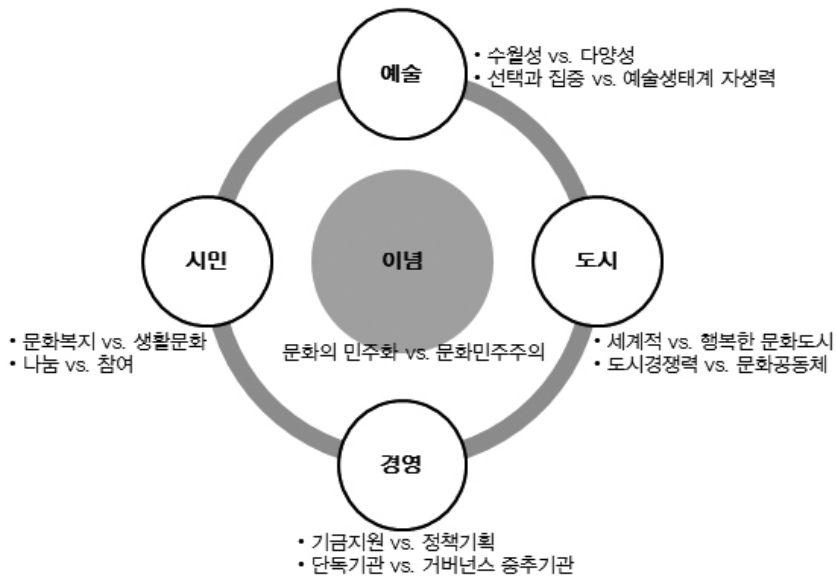 예술
• 수월성 vs. 다양성
• 선택과 집중 vs. 예술생태계 자생력
시민
이념
도시
• 문화복지 vs. 생활문화
• 나눔 vs. 참여
문화의 민주화 vs. 문화민주주의
• 세계적 vs. 행복한 문화도시
• 도시경쟁력 vs. 문화공동체
경영
• 기금지원 vs. 정책기획
• 단독기관 vs. 거버넌스 중추기관